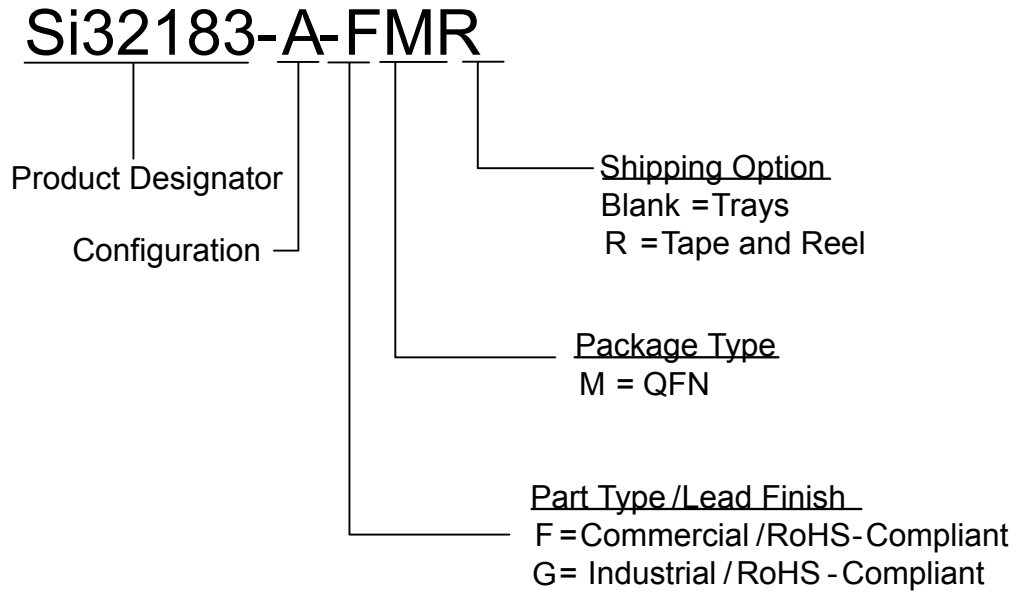 Si32183-A-FMR
Product Designator
Configuration
Shipping Option
Blank =Trays
R =Tape and Reel
Package Type
M = QFN
Part Type/Lead Finish
F=Commercial/RoHS-Compliant
G= Industrial/RoHS-Compliant